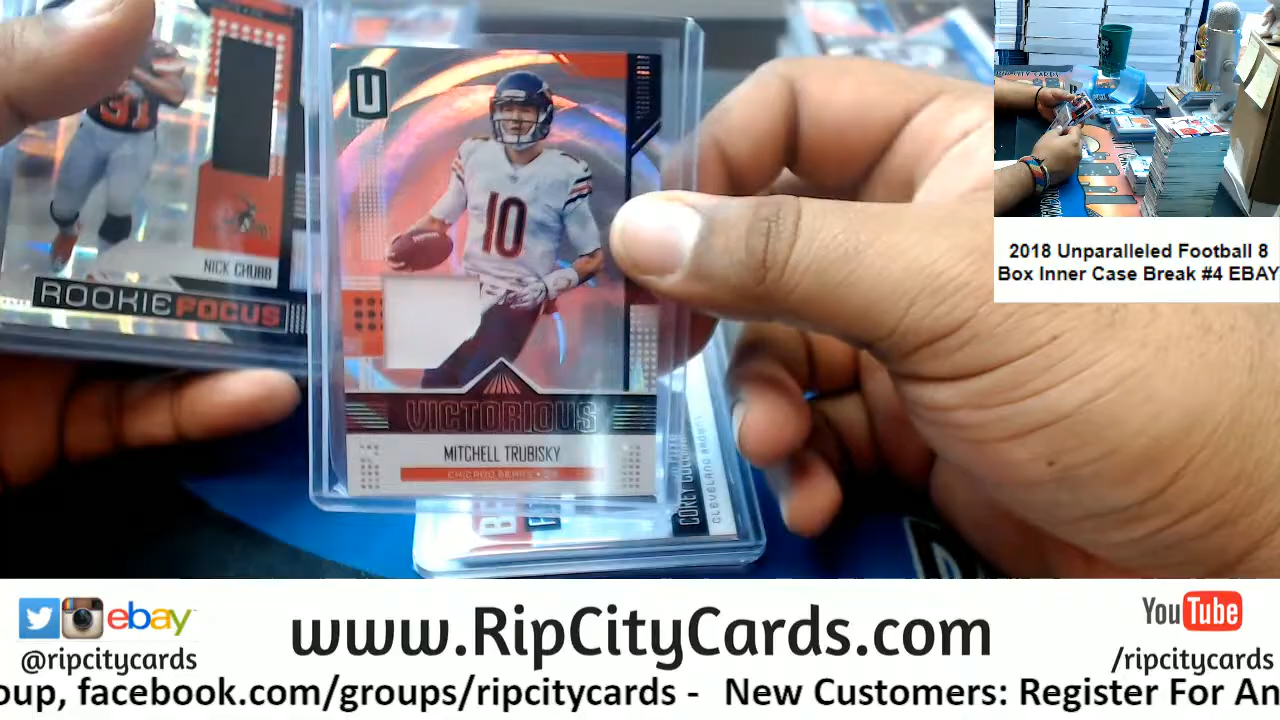 31
NICK CHUBB
ROOKIE FOCUS
U
10
VICTORIOUS
MITCHELL TRUBISKY
CHICAGO BEARS
CLEVELAND BROWNS
2018 Unparalleled Football 8
Box Inner Case Break #4 EBAY
ebay
@ripcitycards
www.RipCityCards.com
YouTube
/ripcitycards
oup, facebook.com/groups/ripcitycards - New Customers: Register For An